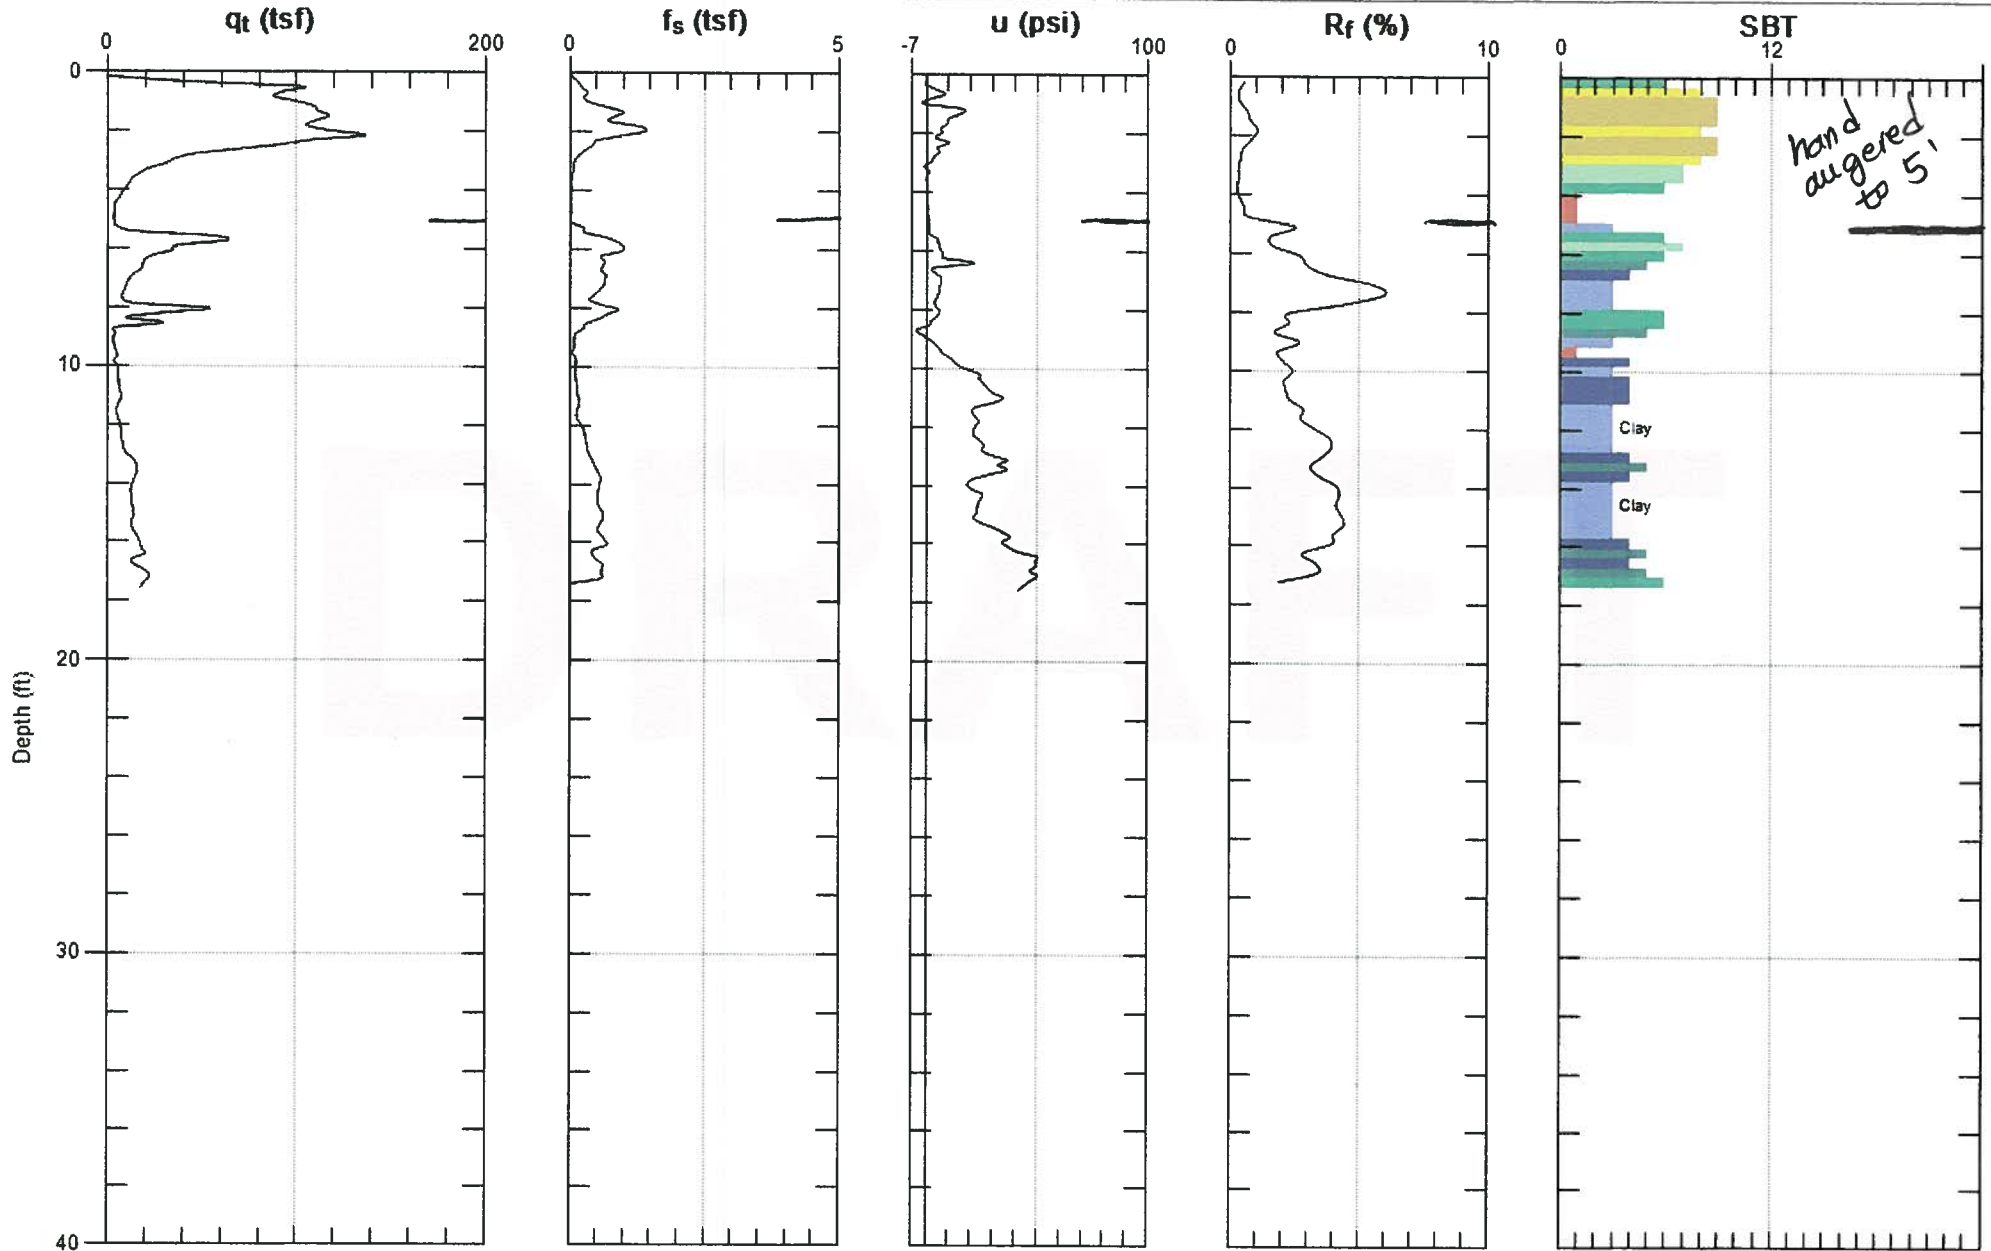 qt (tsf)
fs (tsf)
u (psi)
Rf (%)
SBT
0 200
0 5
-7 100
0 10
0 12
0
10
20
30
40
Depth (ft)
hand
augered
to 5'
Clay
Clay
DRAFT